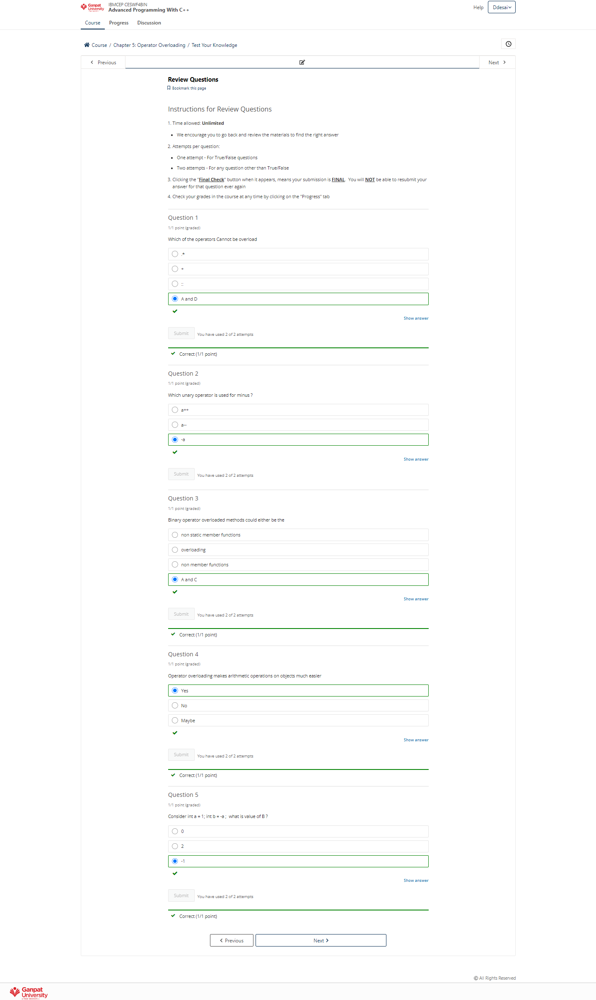 Ganpat
University
IBMCEP CESWF4BIN
Advanced Programming With C++
Help
Ddesai
Course Progress Discussion
Course / Chapter 5: Operator Overloading / Test Your Knowledge
Previous
Next
Review Questions
Bookmark this page
Instructions for Review Questions
1. Time allowed: Unlimited
• We encourage you to go back and review the materials to find the right answer
2. Attempts per question:
• One attempt - For True/False questions
• Two attempts - For any question other than True/False
3. Clicking the "Final Check" button when it appears, means your submission is FINAL. You will NOT be able to resubmit your
answer for that question ever again
4. Check your grades in the course at any time by clicking on the "Progress" tab
Question 1
1/1 point (graded)
Which of the operators Cannot be overload
.*
+
::
A and D
Show answer
Submit You have used 2 of 2 attempts
Correct (1/1 point)
Question 2
1/1 point (graded)
Which unary operator is used for minus ?
a++
a--
-a
Show answer
Submit You have used 2 of 2 attempts
Question 3
1/1 point (graded)
Binary operator overloaded methods could either be the
non static member functions
overloading
non member functions
A and C
Show answer
Submit You have used 2 of 2 attempts
Correct (1/1 point)
Question 4
1/1 point (graded)
Operator overloading makes arithmetic operations on objects much easier
Yes
No
Maybe
Show answer
Submit You have used 2 of 2 attempts
Correct (1/1 point)
Question 5
1/1 point (graded)
Consider int a = 1; int b = -a ; what is value of B ?
0
2
-1
Show answer
Submit You have used 2 of 2 attempts
Correct (1/1 point)
Previous Next
© All Rights Reserved
Ganpat
University